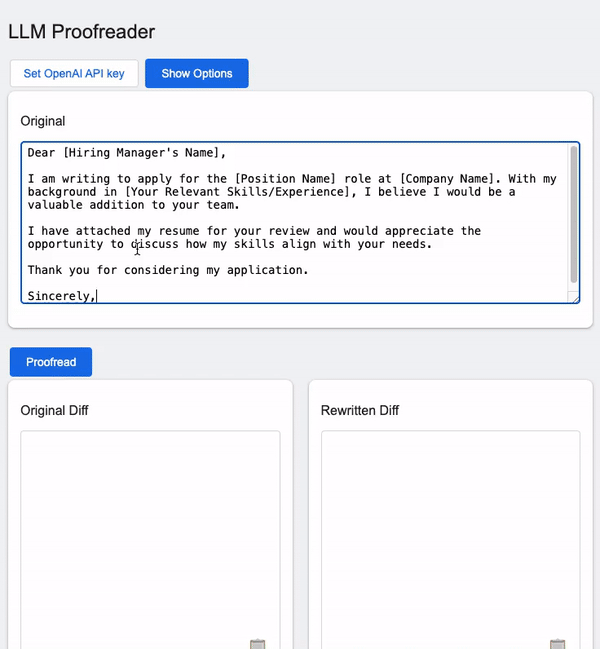 LLM Proofreader
Set OpenAI API key
Show Options
Original
Dear [Hiring Manager's Name],
I am writing to apply for the [Position Name] role at [Company Name]. With my
background in [Your Relevant Skills/Experience], I believe I would be a
valuable addition to your team.
I have attached my resume for your review and would appreciate the
opportunity to discuss how my skills align with your needs.
Thank you for considering my application.
Sincerely,
Proofread
Original Diff
Rewritten Diff